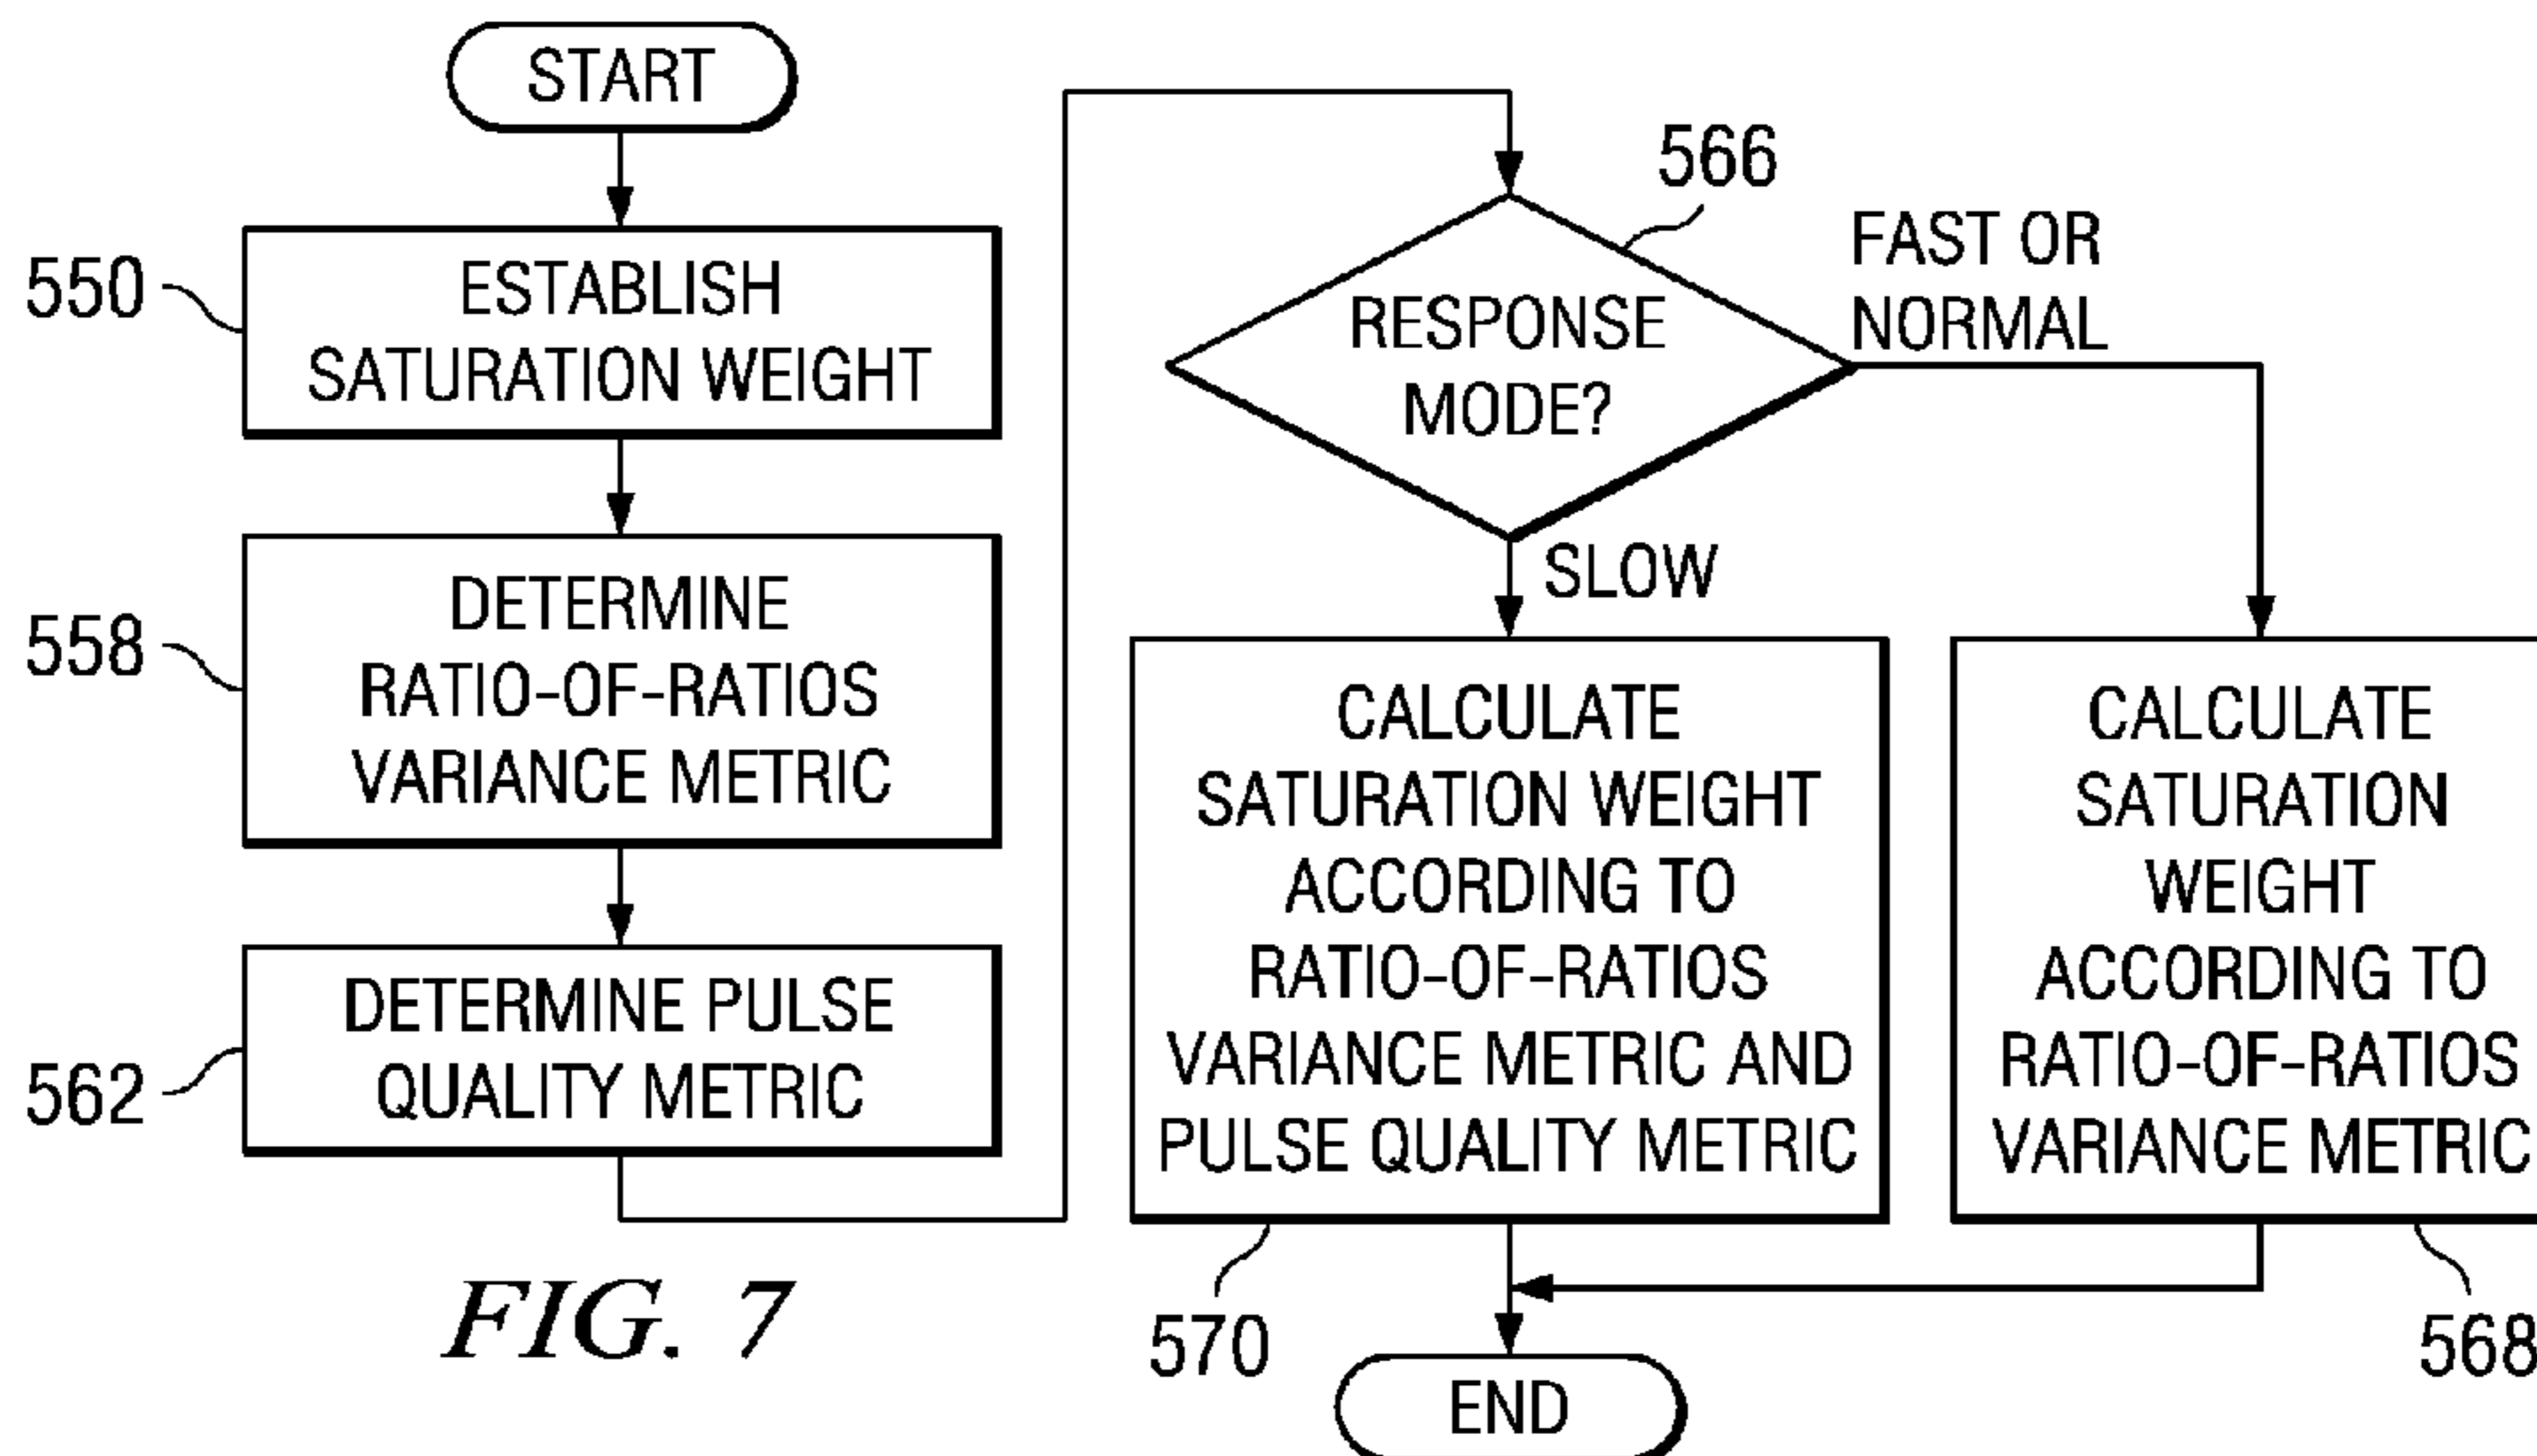 START
550
ESTABLISH
SATURATION WEIGHT
558
DETERMINE
RATIO-OF-RATIOS
VARIANCE METRIC
562
DETERMINE PULSE
QUALITY METRIC
FIG. 7
566
RESPONSE
MODE?
FAST OR
NORMAL
SLOW
CALCULATE
SATURATION WEIGHT
ACCORDING TO
RATIO-OF-RATIOS
VARIANCE METRIC AND
PULSE QUALITY METRIC
570
CALCULATE
SATURATION
WEIGHT
ACCORDING TO
RATIO-OF-RATIOS
VARIANCE METRIC
568
END